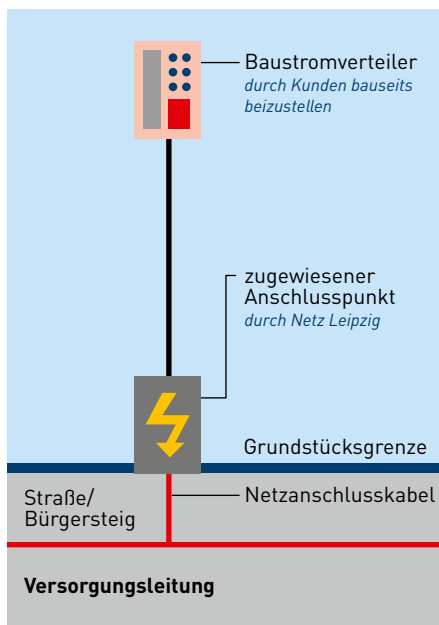 Baustromverteiler
durch Kunden bauseits
beizustellen
zugewiesener
Anschlusspunkt
durch Netz Leipzig
Grundstücksgrenze
Straße/
Bürgersteig
Netzanschlusskabel
Versorgungsleitung